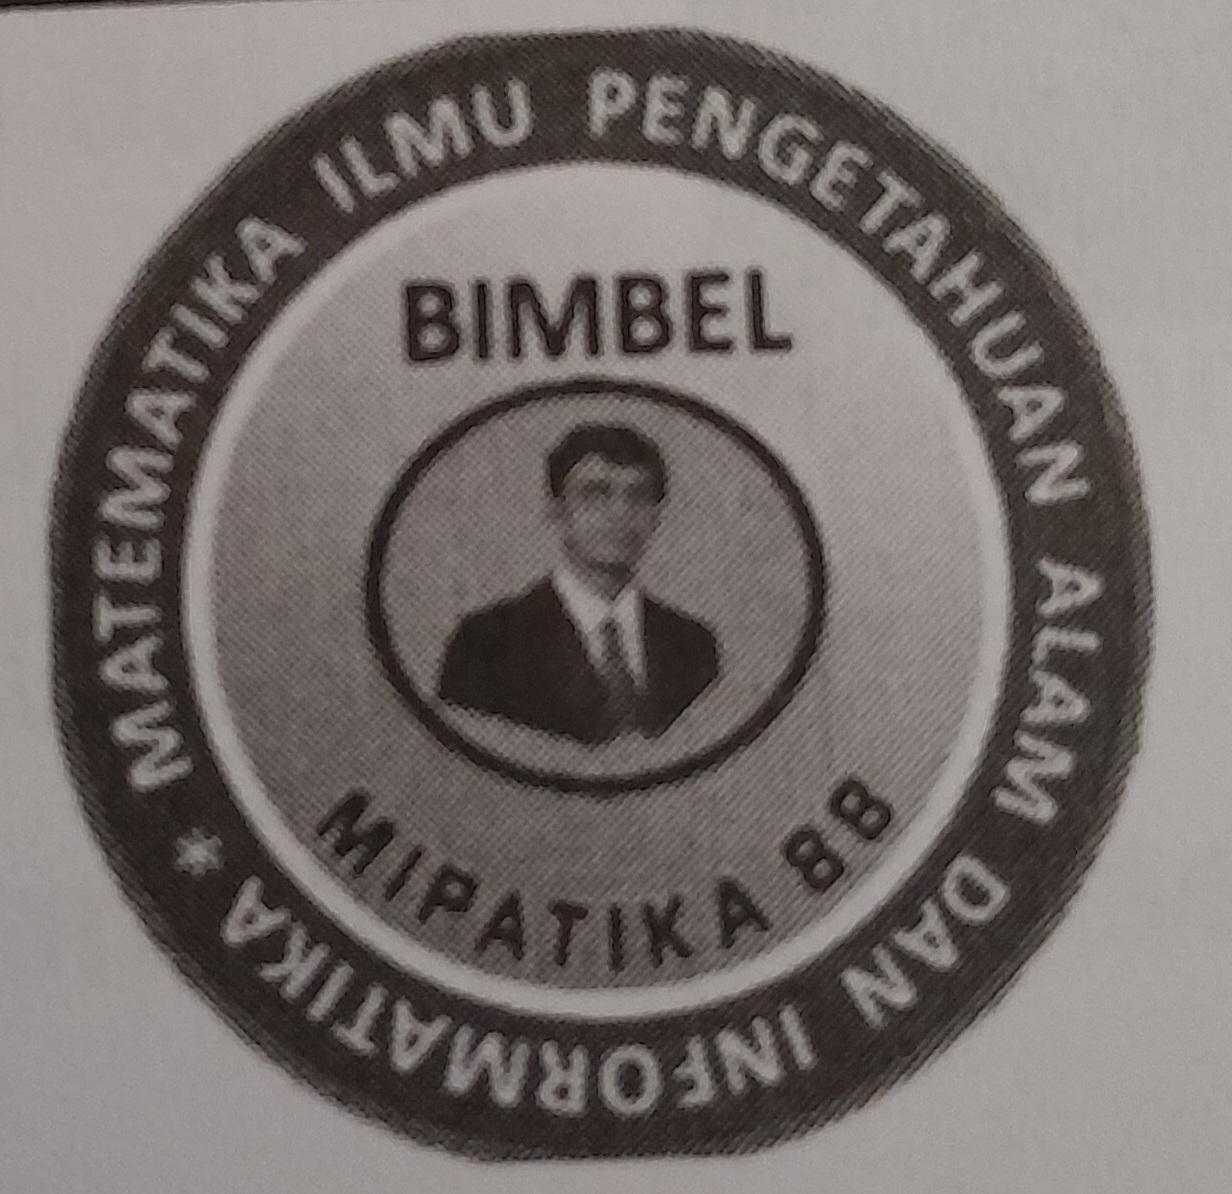 MATEMATIKA ILMU PENGETAHUAN ALAM DAN INFORMATIKA *
BIMBEL
MIPATIKA 88